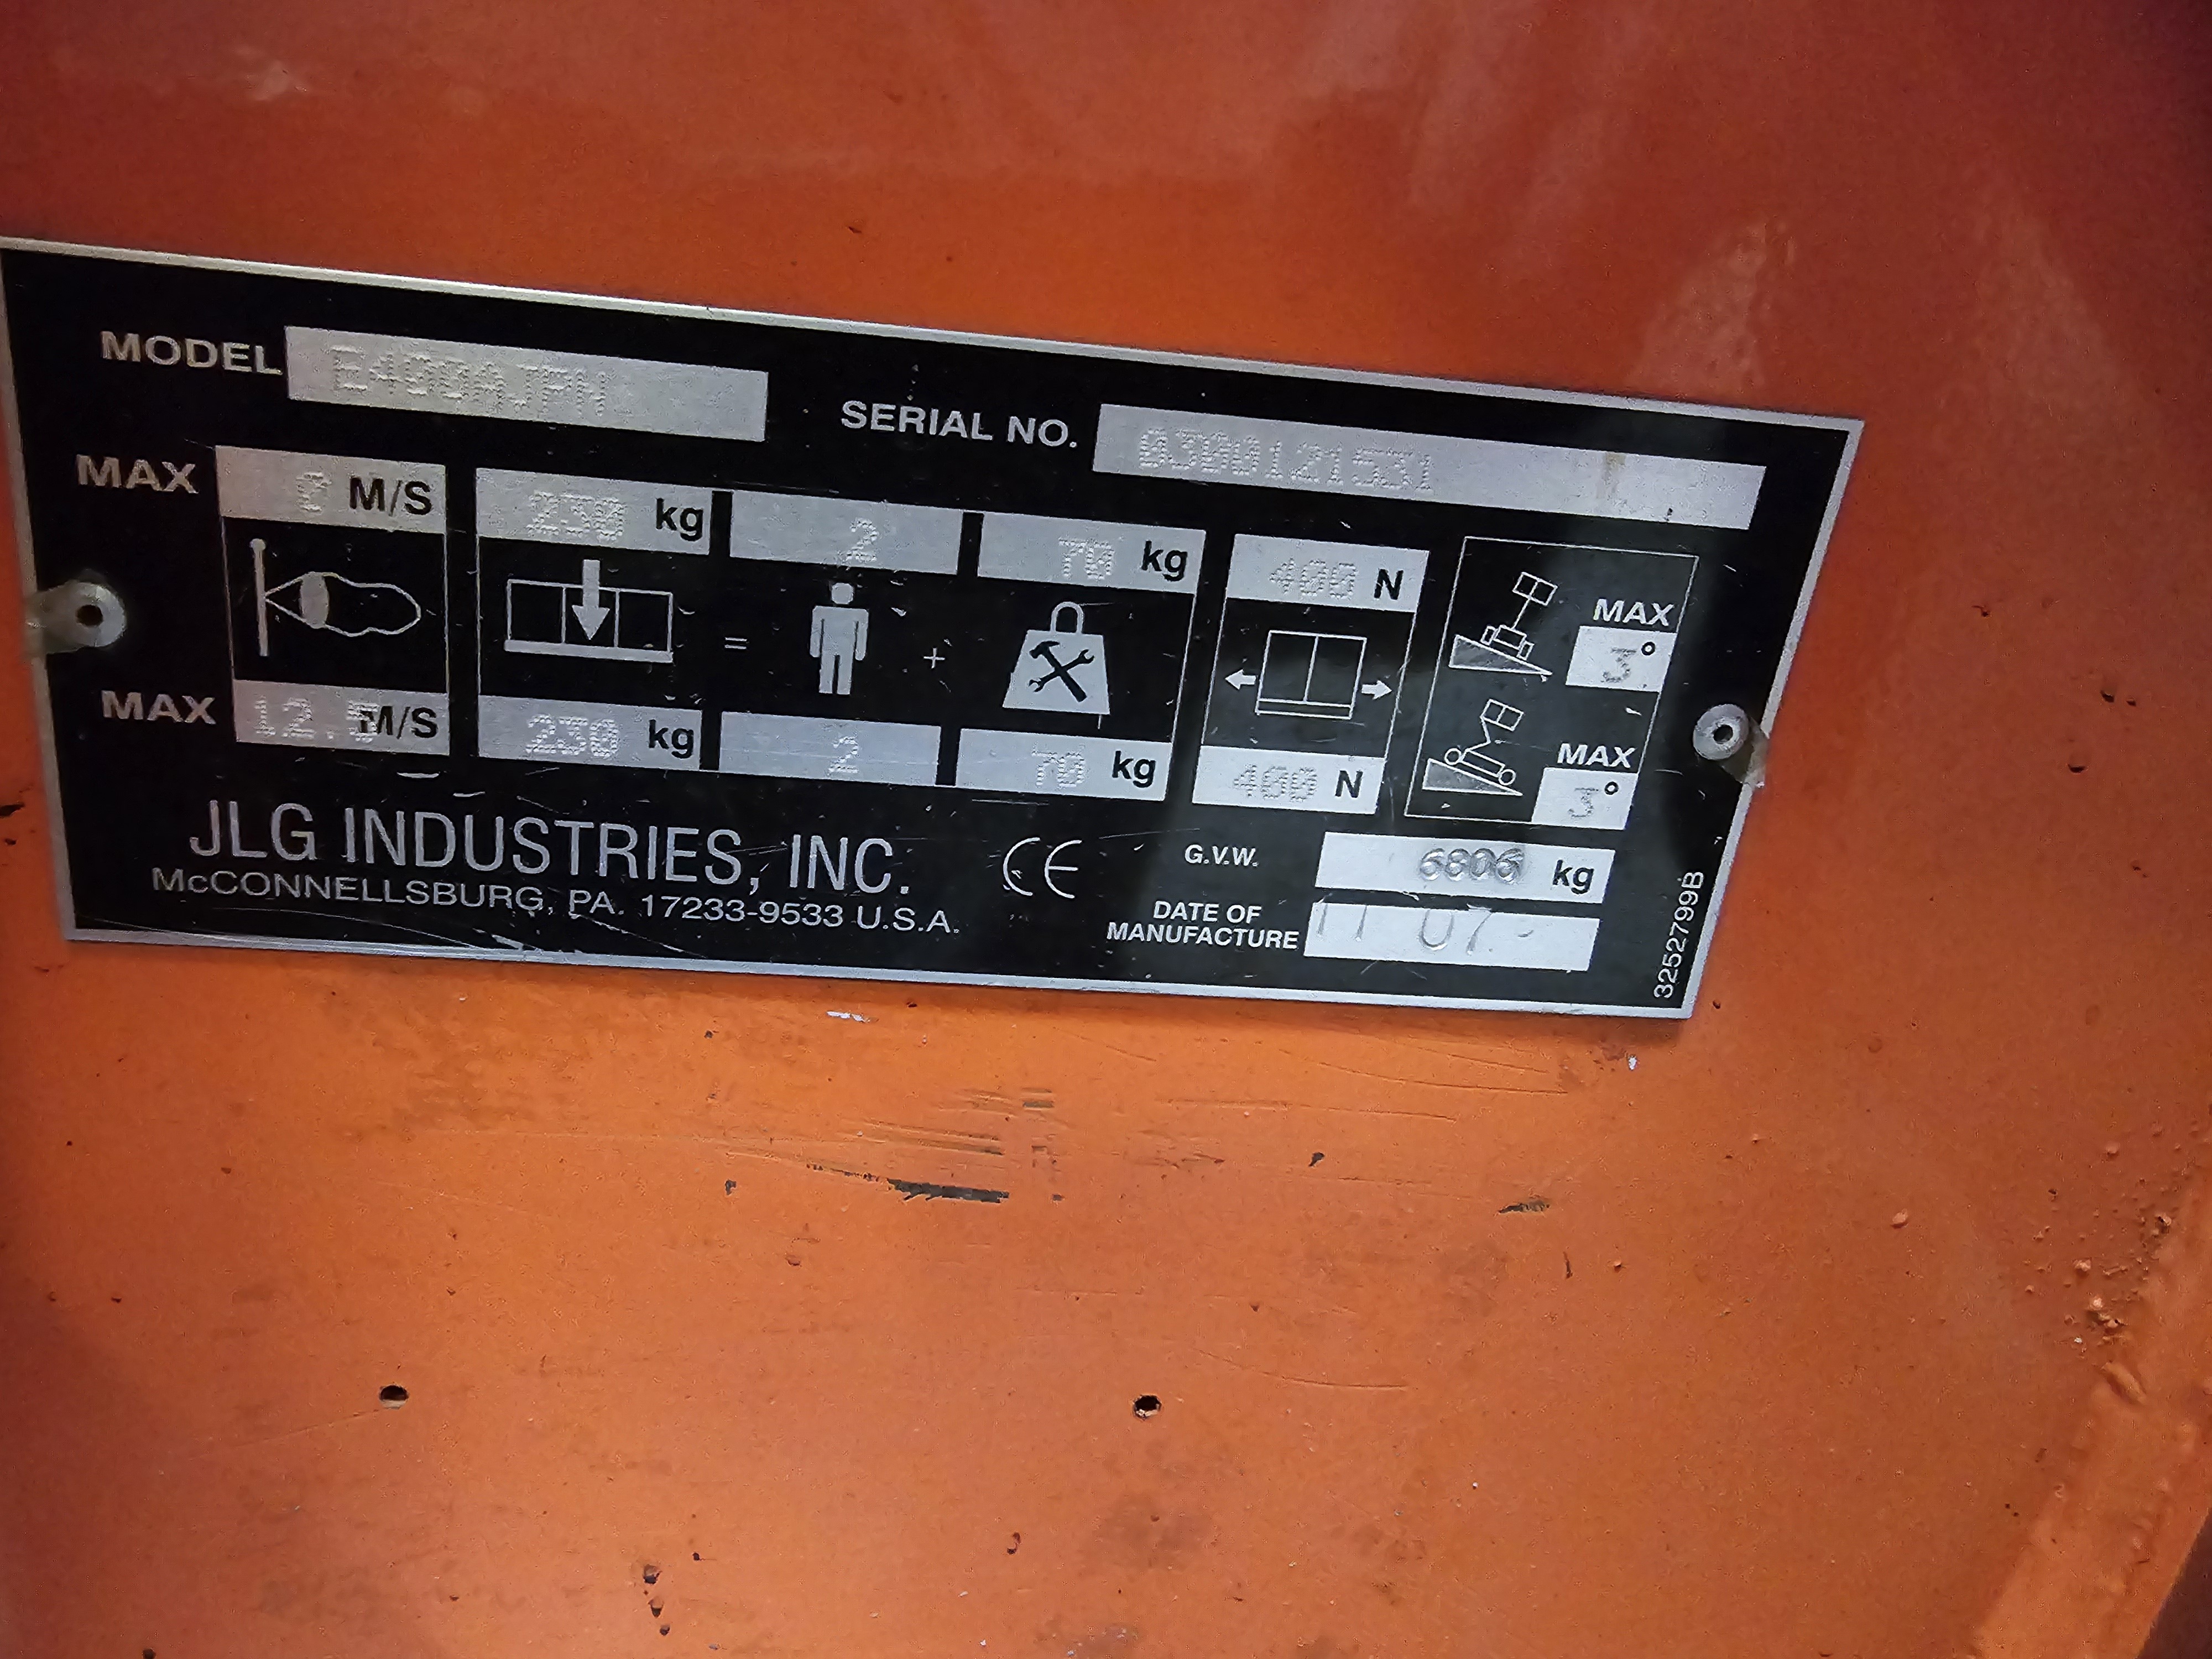 MODEL E400AJPN
SERIAL NO. 0300121531
MAX 0 M/S 230 kg 2 70 kg 400 N
MAX 3°
= +
MAX 12.5 M/S 230 kg 2 70 kg 400 N
MAX 3°
JLG INDUSTRIES, INC.
McCONNELLSBURG, PA. 17233-9533 U.S.A.
CE
G.V.W. 6806 kg
DATE OF MANUFACTURE 11 07
3252799B